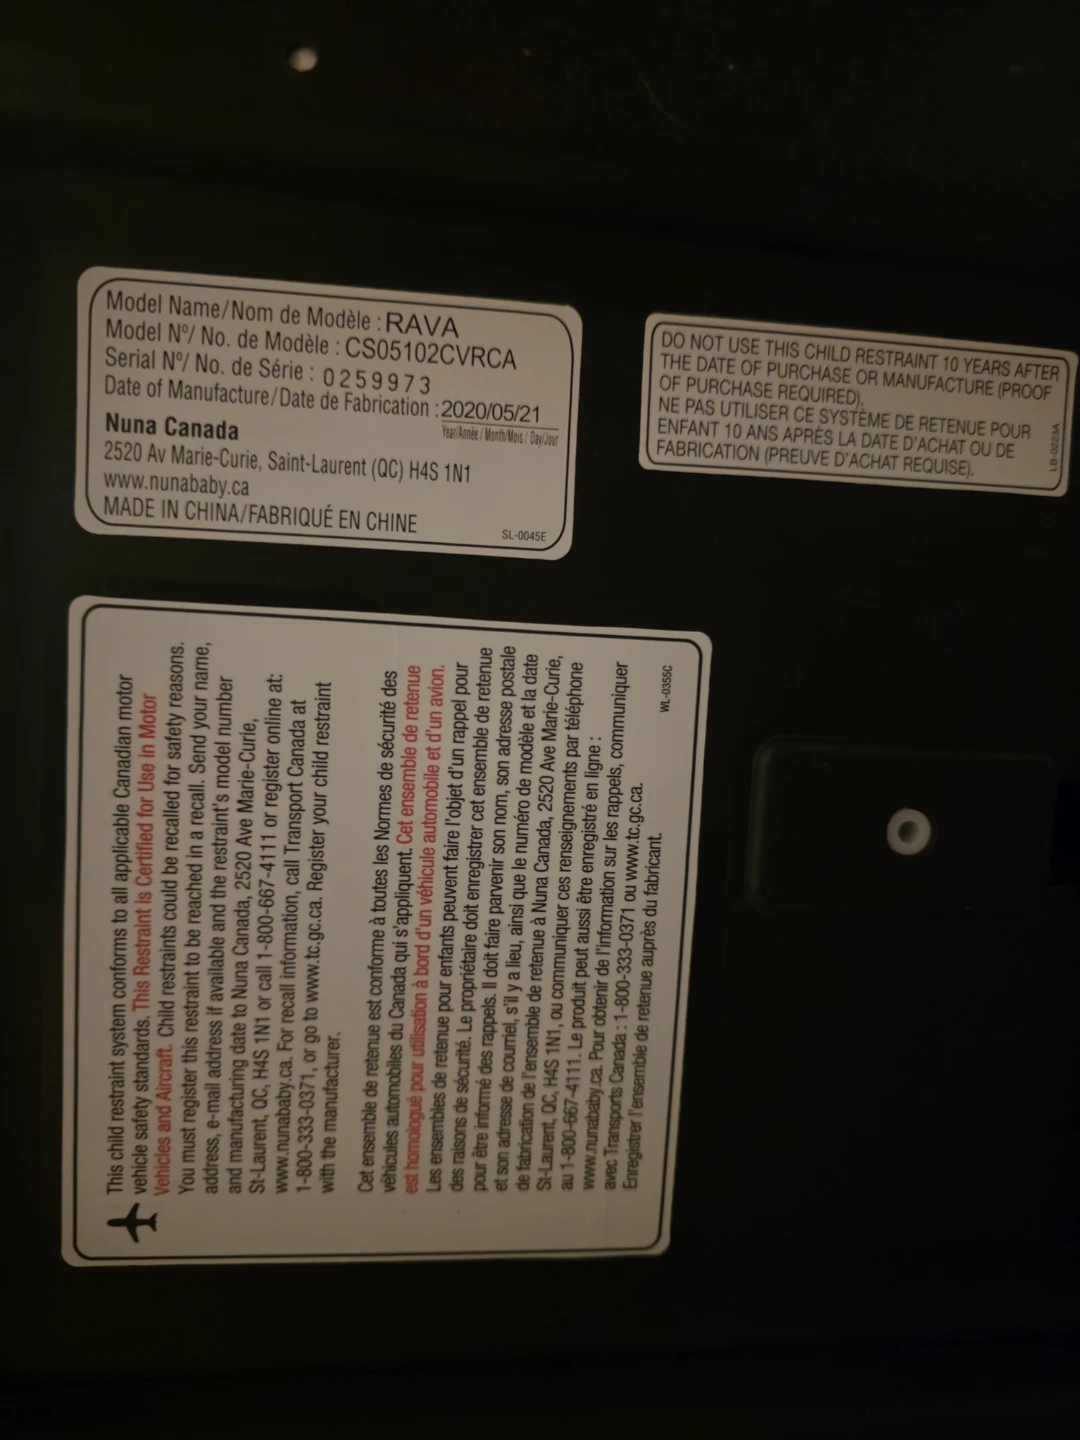 Model Name/Nom de Modèle : RAVA
Model Nº/ No. de Modèle : CS05102CVRCA
Serial Nº/ No. de Série : 0259973
Date of Manufacture/Date de Fabrication : 2020/05/21
Year/Année / Month/Mois / Day/Jour
Nuna Canada
2520 Av Marie-Curie, Saint-Laurent (QC) H4S 1N1
www.nunababy.ca
MADE IN CHINA/FABRIQUÉ EN CHINE
SL-0045E
DO NOT USE THIS CHILD RESTRAINT 10 YEARS AFTER
THE DATE OF PURCHASE OR MANUFACTURE (PROOF
OF PURCHASE REQUIRED).
NE PAS UTILISER CE SYSTÈME DE RETENUE POUR
ENFANT 10 ANS APRÈS LA DATE D'ACHAT OU DE
FABRICATION (PREUVE D'ACHAT REQUISE).
LB-0223A
This child restraint system conforms to all applicable Canadian motor
vehicle safety standards. This Restraint is Certified for Use in Motor
Vehicles and Aircraft. Child restraints could be recalled for safety reasons.
You must register this restraint to be reached in a recall. Send your name,
address, e-mail address if available and the restraint's model number
and manufacturing date to Nuna Canada, 2520 Ave Marie-Curie,
St-Laurent, QC, H4S 1N1 or call 1-800-667-4111 or register online at:
www.nunababy.ca. For recall information, call Transport Canada at
1-800-333-0371, or go to www.tc.gc.ca. Register your child restraint
with the manufacturer.
Cet ensemble de retenue est conforme à toutes les Normes de sécurité des
véhicules automobiles du Canada qui s'appliquent. Cet ensemble de retenue
est homologué pour utilisation à bord d'un véhicule automobile et d'un avion.
Les ensembles de retenue pour enfants peuvent faire l'objet d'un rappel pour
des raisons de sécurité. Le propriétaire doit enregistrer cet ensemble de retenue
pour être informé des rappels. Il doit faire parvenir son nom, son adresse postale
et son adresse de courriel, s'il y a lieu, ainsi que le numéro de modèle et la date
de fabrication de l'ensemble de retenue à Nuna Canada, 2520 Ave Marie-Curie,
St-Laurent, QC, H4S 1N1, ou communiquer ces renseignements par téléphone
au 1-800-667-4111. Le produit peut aussi être enregistré en ligne :
www.nunababy.ca. Pour obtenir de l'information sur les rappels, communiquer
avec Transports Canada : 1-800-333-0371 ou www.tc.gc.ca.
Enregistrer l'ensemble de retenue auprès du fabricant.
WL-0355C